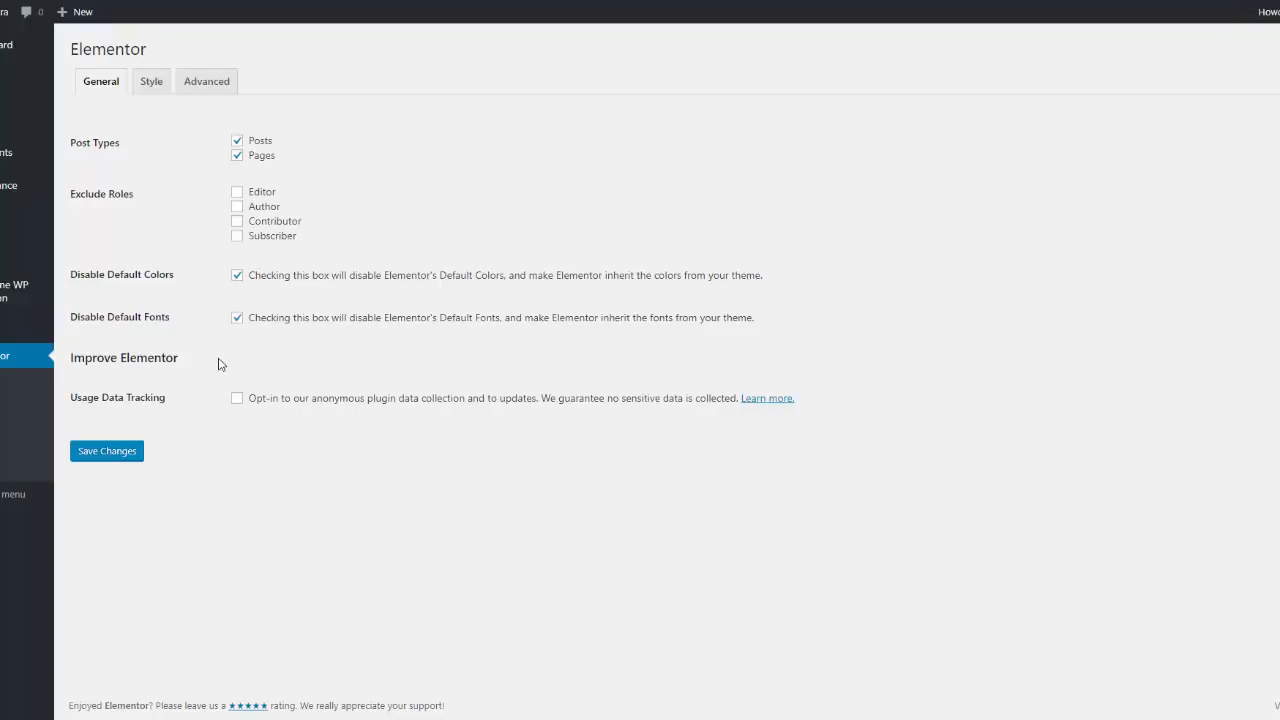 0 New
Elementor
General Style Advanced
Post Types
Posts
Pages
Exclude Roles
Editor
Author
Contributor
Subscriber
Disable Default Colors
Checking this box will disable Elementor's Default Colors, and make Elementor inherit the colors from your theme.
Disable Default Fonts
Checking this box will disable Elementor's Default Fonts, and make Elementor inherit the fonts from your theme.
Improve Elementor
Usage Data Tracking
Opt-in to our anonymous plugin data collection and to updates. We guarantee no sensitive data is collected. Learn more.
Save Changes
menu
Enjoyed Elementor? Please leave us a ★★★★★ rating. We really appreciate your support!